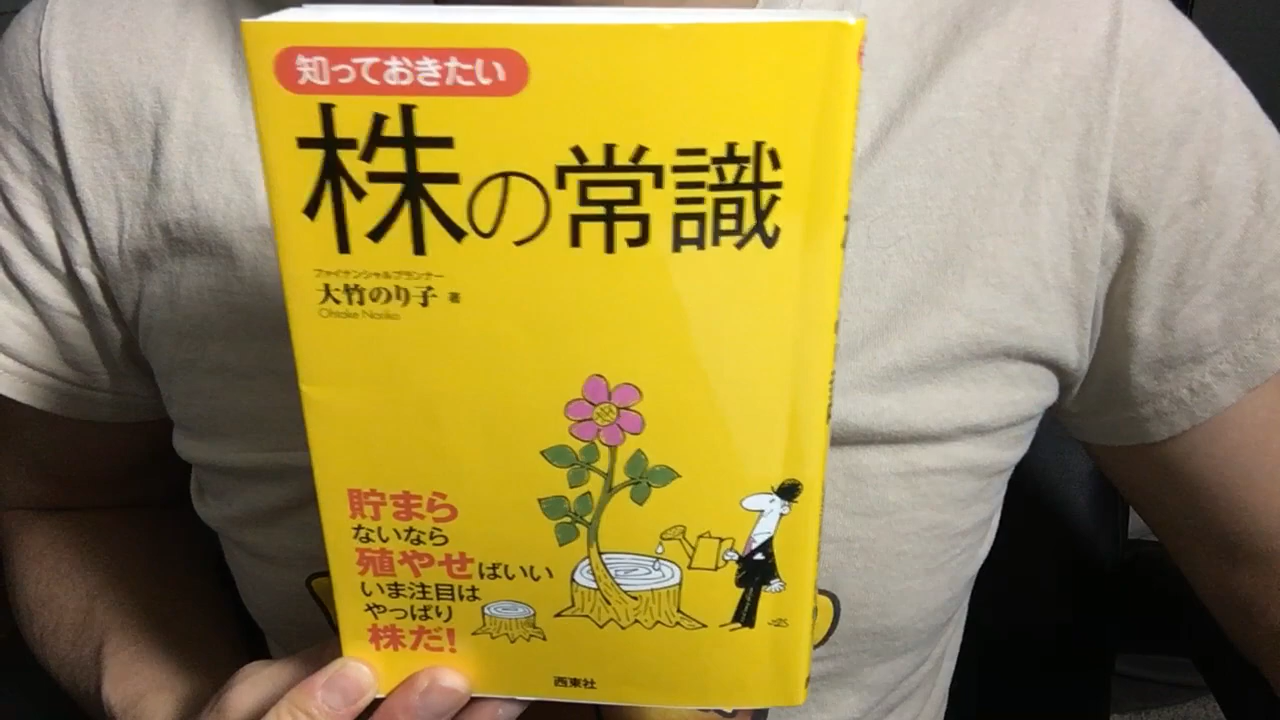 知っておきたい
株の常識
ファイナンシャルプランナー
大竹のり子 著
Ohtake Noriko
貯まら
ないなら
殖やせばいい
いま注目は
やっぱり
株だ!
西東社